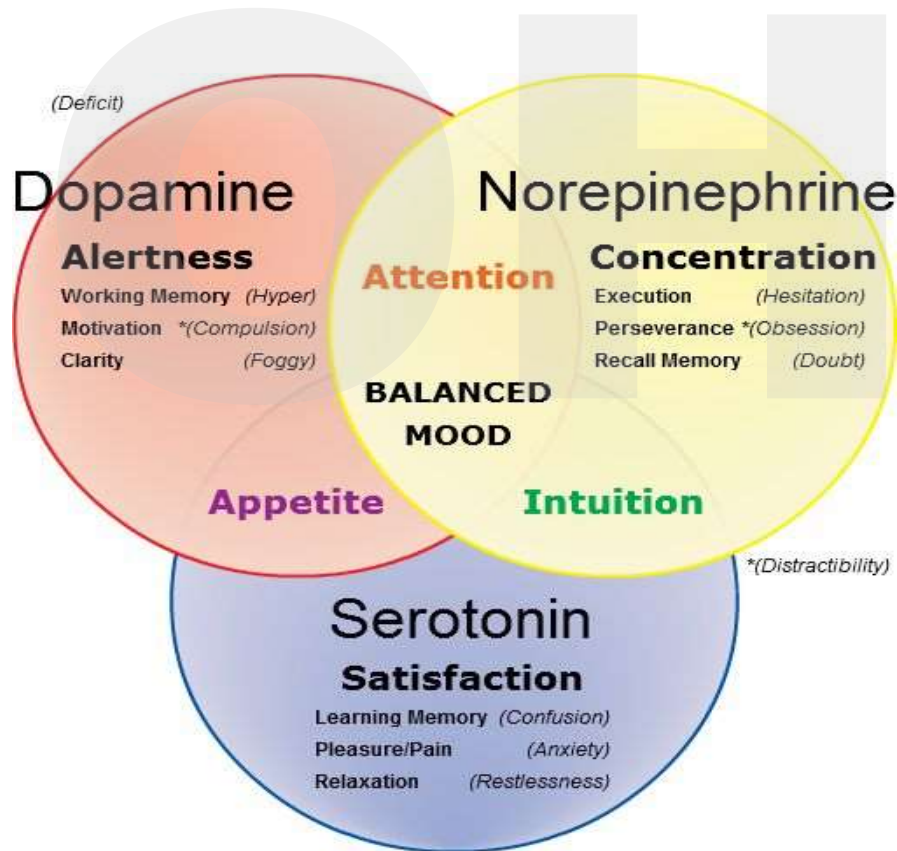 (Deficit)
Dopamine
Alertness
Working Memory (Hyper)
Motivation *(Compulsion)
Clarity (Foggy)
Norepinephrine
Concentration
Execution (Hesitation)
Perseverance *(Obsession)
Recall Memory (Doubt)
Attention
BALANCED
MOOD
Appetite
Intuition
*(Distractibility)
Serotonin
Satisfaction
Learning Memory (Confusion)
Pleasure/Pain (Anxiety)
Relaxation (Restlessness)